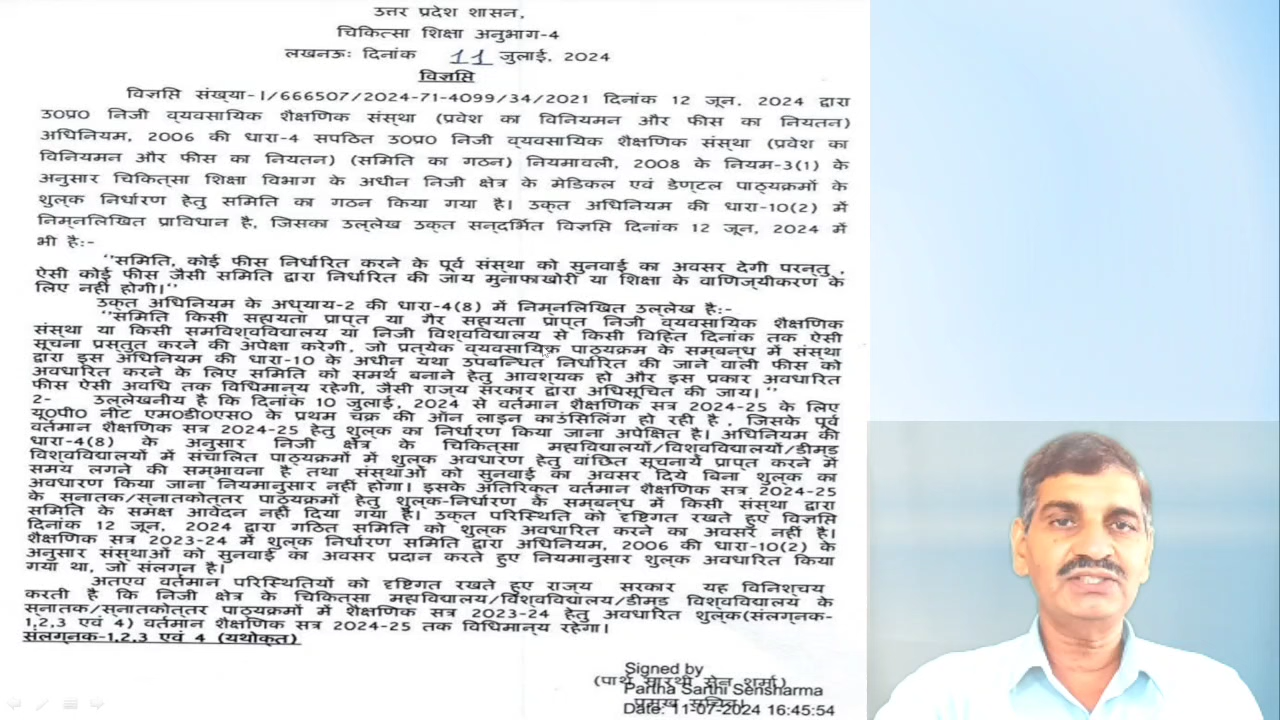 उत्तर प्रदेश शासन,
चिकित्सा शिक्षा अनुभाग-4
लखनऊः दिनांक 11 जुलाई, 2024
विज्ञप्ति
विज्ञप्ति संख्या-I/666507/2024-71-4099/34/2021 दिनांक 12 जून, 2024 द्वारा
उ0प्र0 निजी व्यवसायिक शैक्षणिक संस्था (प्रवेश का विनियमन और फीस का नियतन)
अधिनियम, 2006 की धारा-4 सपठित उ0प्र0 निजी व्यवसायिक शैक्षणिक संस्था (प्रवेश का
विनियमन और फीस का नियतन) (समिति का गठन) नियमावली, 2008 के नियम-3(1) के
अनुसार चिकित्सा शिक्षा विभाग के अधीन निजी क्षेत्र के मेडिकल एवं डेण्टल पाठ्यक्रमों के
शुल्क निर्धारण हेतु समिति का गठन किया गया है। उक्त अधिनियम की धारा-10(2) में
निम्नलिखित प्राविधान है, जिसका उल्लेख उक्त सन्दर्भित विज्ञप्ति दिनांक 12 जून, 2024 में
भी है:-
‘‘समिति, कोई फीस निर्धारित करने के पूर्व संस्था को सुनवाई का अवसर देगी परन्तु ,
ऐसी कोई फीस जैसी समिति द्वारा निर्धारित की जाय मुनाफाखोरी या शिक्षा के वाणिज्यीकरण के
लिए नहीं होगी।’’
उक्त अधिनियम के अध्याय-2 की धारा-4(8) में निम्नलिखित उल्लेख है:-
‘‘समिति किसी सहायता प्राप्त या गैर सहायता प्राप्त निजी व्यवसायिक शैक्षणिक
संस्था या किसी समविश्वविद्यालय या निजी विश्वविद्यालय से किसी विहित दिनांक तक ऐसी
सूचना प्रस्तुत करने की अपेक्षा करेगी, जो प्रत्येक व्यवसायिक पाठ्यक्रम के सम्बन्ध में संस्था
द्वारा इस अधिनियम की धारा-10 के अधीन यथा उपबन्धित निर्धारित की जाने वाली फीस को
अवधारित करने के लिए समिति को समर्थ बनाने हेतु आवश्यक हो और इस प्रकार अवधारित
फीस ऐसी अवधि तक विधिमान्य रहेगी, जैसी राज्य सरकार द्वारा अधिसूचित की जाय।’’
2- उल्लेखनीय है कि दिनांक 10 जुलाई, 2024 से वर्तमान शैक्षणिक सत्र 2024-25 के लिए
यू0पी0 नीट एम0डी0एस0 के प्रथम चक्र की ऑन लाइन काउंसिलिंग हो रही है , जिसके पूर्व
वर्तमान शैक्षणिक सत्र 2024-25 हेतु शुल्क का निर्धारण किया जाना अपेक्षित है। अधिनियम की
धारा-4(8) के अनुसार निजी क्षेत्र के चिकित्सा महाविद्यालयों/विश्वविद्यालयों/डीमड
विश्वविद्यालयों में संचालित पाठ्यक्रमों में शुल्क अवधारण हेतु वांछित सूचनायें प्राप्त करने में
समय लगने की सम्भावना है तथा संस्थाओं को सुनवाई का अवसर दिये बिना शुल्क का
अवधारण किया जाना नियमानुसार नहीं होगा। इसके अतिरिक्त वर्तमान शैक्षणिक सत्र 2024-25
के स्नातक/स्नातकोत्तर पाठ्यक्रमों हेतु शुल्क-निर्धारण के सम्बन्ध में किसी संस्था द्वारा
समिति के समक्ष आवेदन नहीं दिया गया है। उक्त परिस्थिति को दृष्टिगत रखते हुए विज्ञप्ति
दिनांक 12 जून, 2024 द्वारा गठित समिति को शुल्क अवधारित करने का अवसर नहीं है।
शैक्षणिक सत्र 2023-24 में शुल्क निर्धारण समिति द्वारा अधिनियम, 2006 की धारा-10(2) के
अनुसार संस्थाओं को सुनवाई का अवसर प्रदान करते हुए नियमानुसार शुल्क अवधारित किया
गया था, जो संलग्न है।
अतएव वर्तमान परिस्थितियों को दृष्टिगत रखते हुए राज्य सरकार यह विनिश्चय
करती है कि निजी क्षेत्र के चिकित्सा महाविद्यालय/विश्वविद्यालय/डीमड विश्वविद्यालय के
स्नातक/स्नातकोत्तर पाठ्यक्रमों में शैक्षणिक सत्र 2023-24 हेतु अवधारित शुल्क(संलग्नक-
1,2,3 एवं 4) वर्तमान शैक्षणिक सत्र 2024-25 तक विधिमान्य रहेगा।
संलग्नक-1,2,3 एवं 4 (यथोक्त)
Signed by
(पार्थ सारथी सेन शर्मा)
Partha Sarthi Sensharma
प्रमुख सचिव।
Date: 11-07-2024 16:45:54